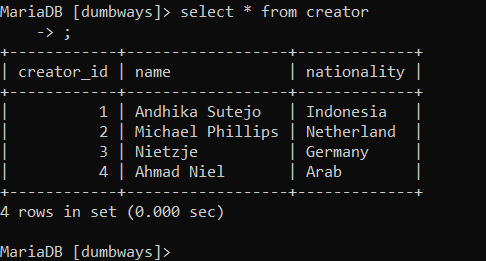 MariaDB [dumbways]> select * from creator
    -> ;
+------------+------------------+-------------+
| creator_id | name             | nationality |
+------------+------------------+-------------+
|          1 | Andhika Sutejo   | Indonesia   |
|          2 | Michael Phillips | Netherland  |
|          3 | Nietzje          | Germany     |
|          4 | Ahmad Niel       | Arab        |
+------------+------------------+-------------+
4 rows in set (0.000 sec)

MariaDB [dumbways]>